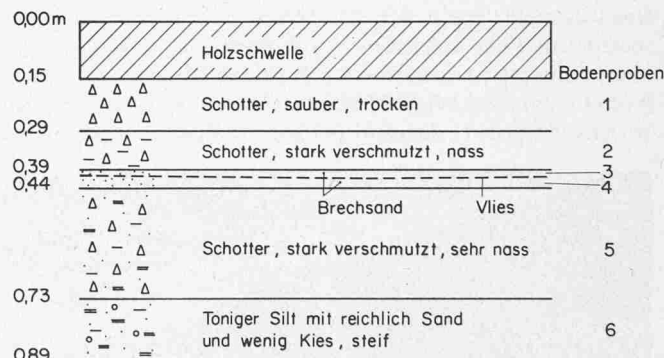 0,00m
Holzschwelle
0,15
Bodenproben
Schotter, sauber, trocken
1
0,29
Schotter, stark verschmutzt, nass
2
0,39
3
0,44
4
Brechsand
Vlies
Schotter, stark verschmutzt, sehr nass
5
0,73
Toniger Silt mit reichlich Sand
und wenig Kies, steif
6
0,89